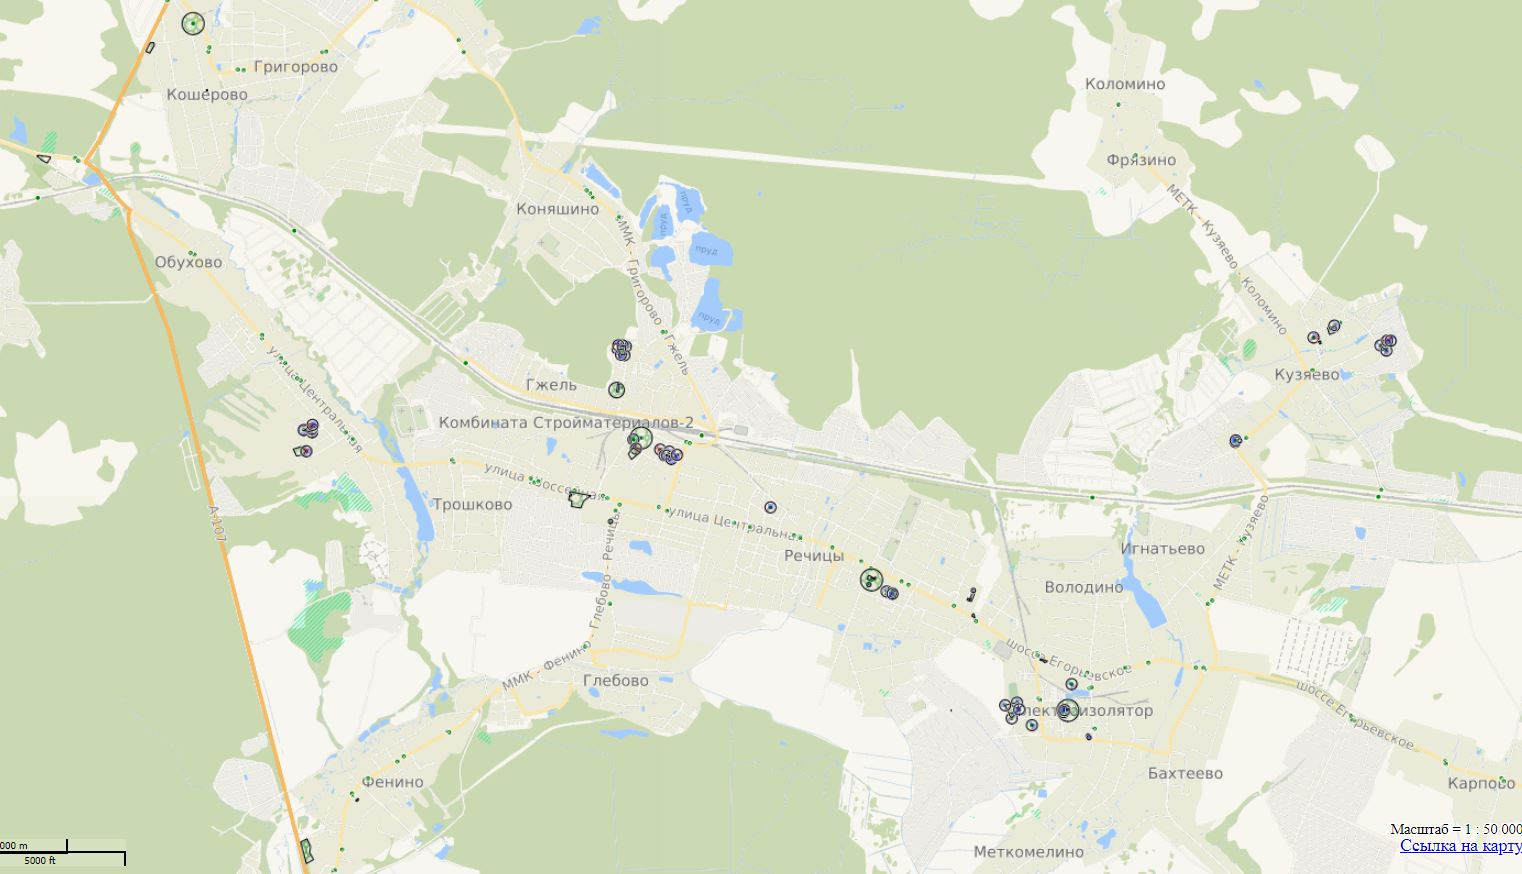 Григорово
Кошерово
Коломино
Фрязино
МЕТК - Кузяево - Коломино
Коняшино
ММК - Григорово - Гжель
пруд
пруд
пруд
пруд
Обухово
улица Центральная
Гжель
Кузяево
Комбината Стройматериалов-2
улица
Трошково
А-107
улица Центральная
Речицы
Игнатьево
Володино
МЕТК - Кузяево
ММК - Фенино - Глебово - Речицы
Глебово
шоссе Егорьевское
шоссе Егорьевское
Бахтеево
Фенино
Карпово
Меткомелино
000 m
5000 ft
Масштаб = 1 : 50 000
Ссылка на карту